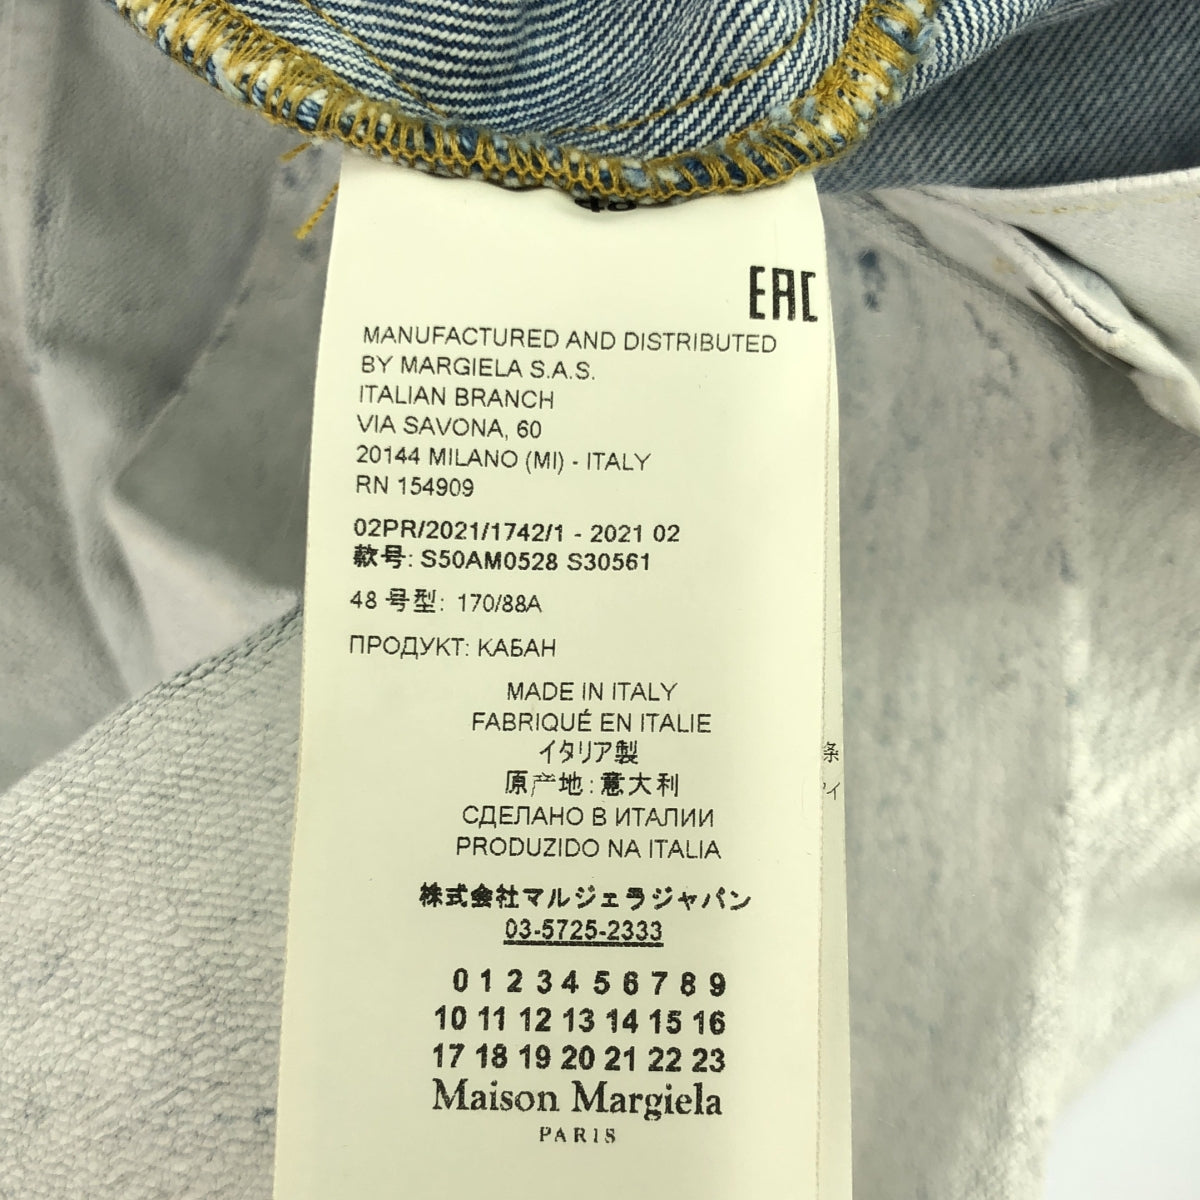 48
EAC
MANUFACTURED AND DISTRIBUTED
BY MARGIELA S.A.S.
ITALIAN BRANCH
VIA SAVONA, 60
20144 MILANO (MI) - ITALY
RN 154909
02PR/2021/1742/1 - 2021 02
款号: S50AM0528 S30561
48 号型: 170/88A
ПРОДУКТ: КАБАН
MADE IN ITALY
FABRIQUÉ EN ITALIE
イタリア製
原产地:意大利
СДЕЛАНО В ИТАЛИИ
PRODUZIDO NA ITALIA
株式会社マルジェラジャパン
03-5725-2333
0 1 2 3 4 5 6 7 8 9
10 11 12 13 14 15 16
17 18 19 20 21 22 23
Maison Margiela
PARIS